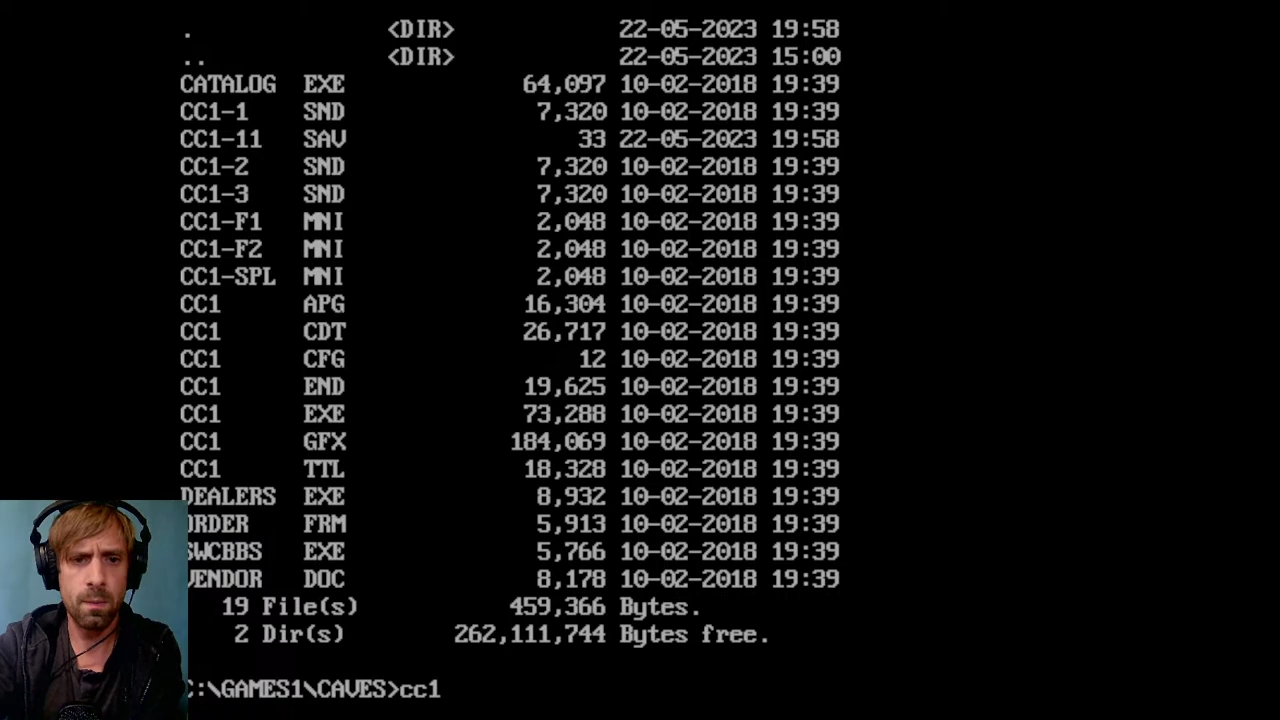 . <DIR> 22-05-2023 19:58
.. <DIR> 22-05-2023 15:00
CATALOG EXE 64,097 10-02-2018 19:39
CC1-1 SND 7,320 10-02-2018 19:39
CC1-11 SAV 33 22-05-2023 19:58
CC1-2 SND 7,320 10-02-2018 19:39
CC1-3 SND 7,320 10-02-2018 19:39
CC1-F1 MNI 2,048 10-02-2018 19:39
CC1-F2 MNI 2,048 10-02-2018 19:39
CC1-SPL MNI 2,048 10-02-2018 19:39
CC1 APG 16,304 10-02-2018 19:39
CC1 CDT 26,717 10-02-2018 19:39
CC1 CFG 12 10-02-2018 19:39
CC1 END 19,625 10-02-2018 19:39
CC1 EXE 73,288 10-02-2018 19:39
CC1 GFX 184,069 10-02-2018 19:39
CC1 TTL 18,328 10-02-2018 19:39
DEALERS EXE 8,932 10-02-2018 19:39
ORDER FRM 5,913 10-02-2018 19:39
SWCBBS EXE 5,766 10-02-2018 19:39
VENDOR DOC 8,178 10-02-2018 19:39
19 File(s) 459,366 Bytes.
2 Dir(s) 262,111,744 Bytes free.
C:\GAMES1\CAVES>cc1